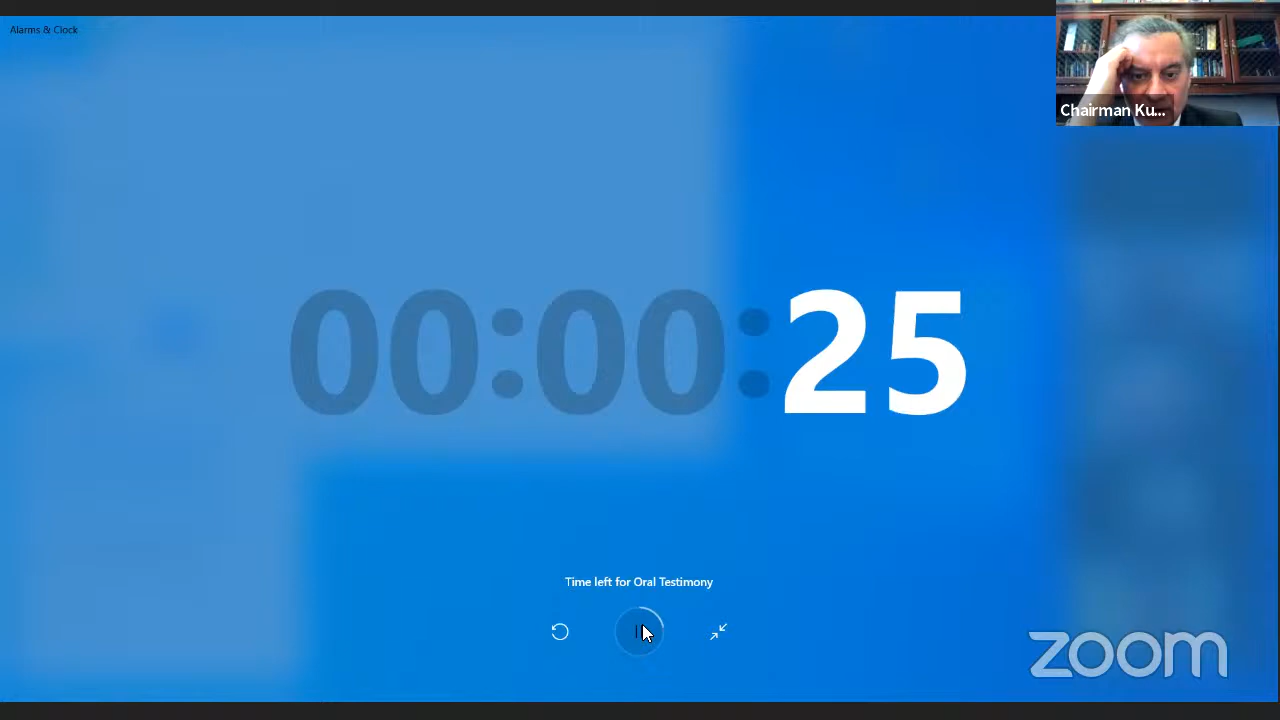 Alarms & Clock
Chairman Ku...
00:00:25
Time left for Oral Testimony
zoom